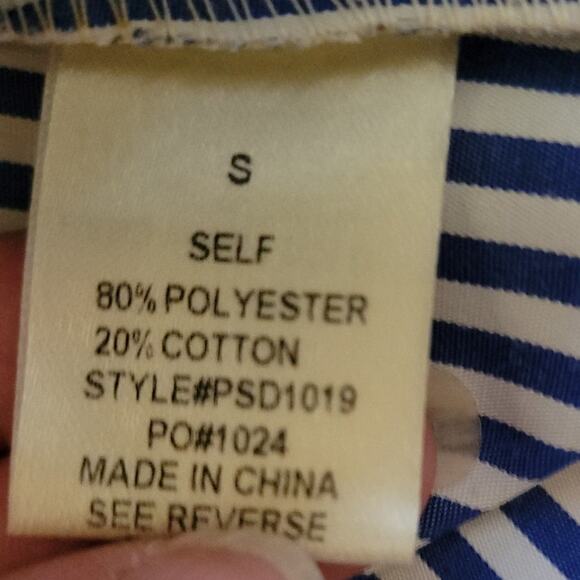 S
SELF
80% POLYESTER
20% COTTON
STYLE#PSD1019
PO#1024
MADE IN CHINA
SEE REVERSE